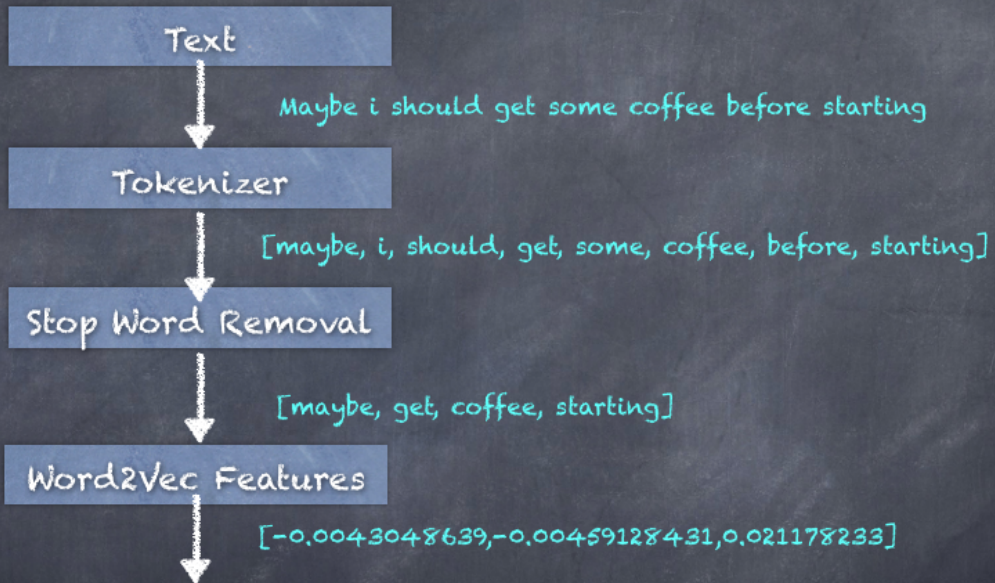 Text
Maybe i should get some coffee before starting
Tokenizer
[maybe, i, should, get, some, coffee, before, starting]
Stop Word Removal
[maybe, get, coffee, starting]
Word2Vec Features
[-0.0043048639,-0.00459128431,0.021178233]